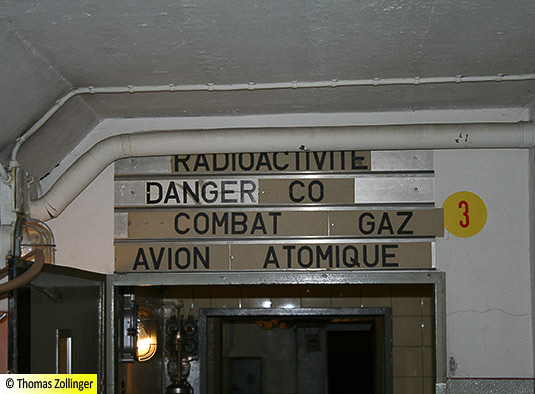 RADIOACTIVITE
DANGER CO
COMBAT GAZ
3
AVION ATOMIQUE
© Thomas Zollinger